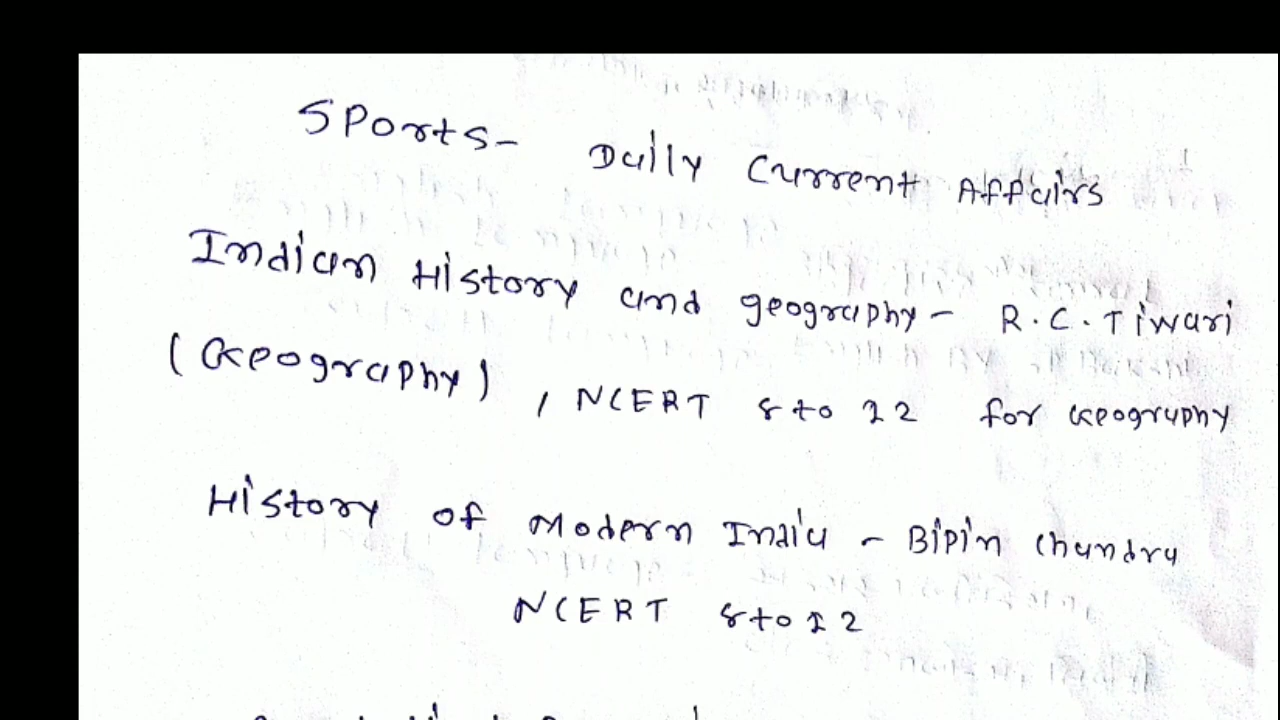 Sports- Daily Current Affairs
Indian History and geography - R.C. Tiwari
(Geography), NCERT 8 to 12 for Geography
History of Modern India - Bipin Chandra
NCERT 8 to 12